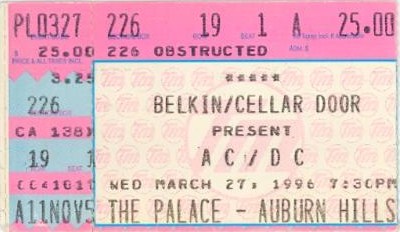 PL0327 226 19 1 A 25.00
25.00 226 OBSTRUCTED
3.25
*****
226 BELKIN/CELLAR DOOR
CA 138X PRESENT
19 1 AC/DC
WED MARCH 27, 1996 7:30PM
A11NOV5 THE PALACE - AUBURN HILLS